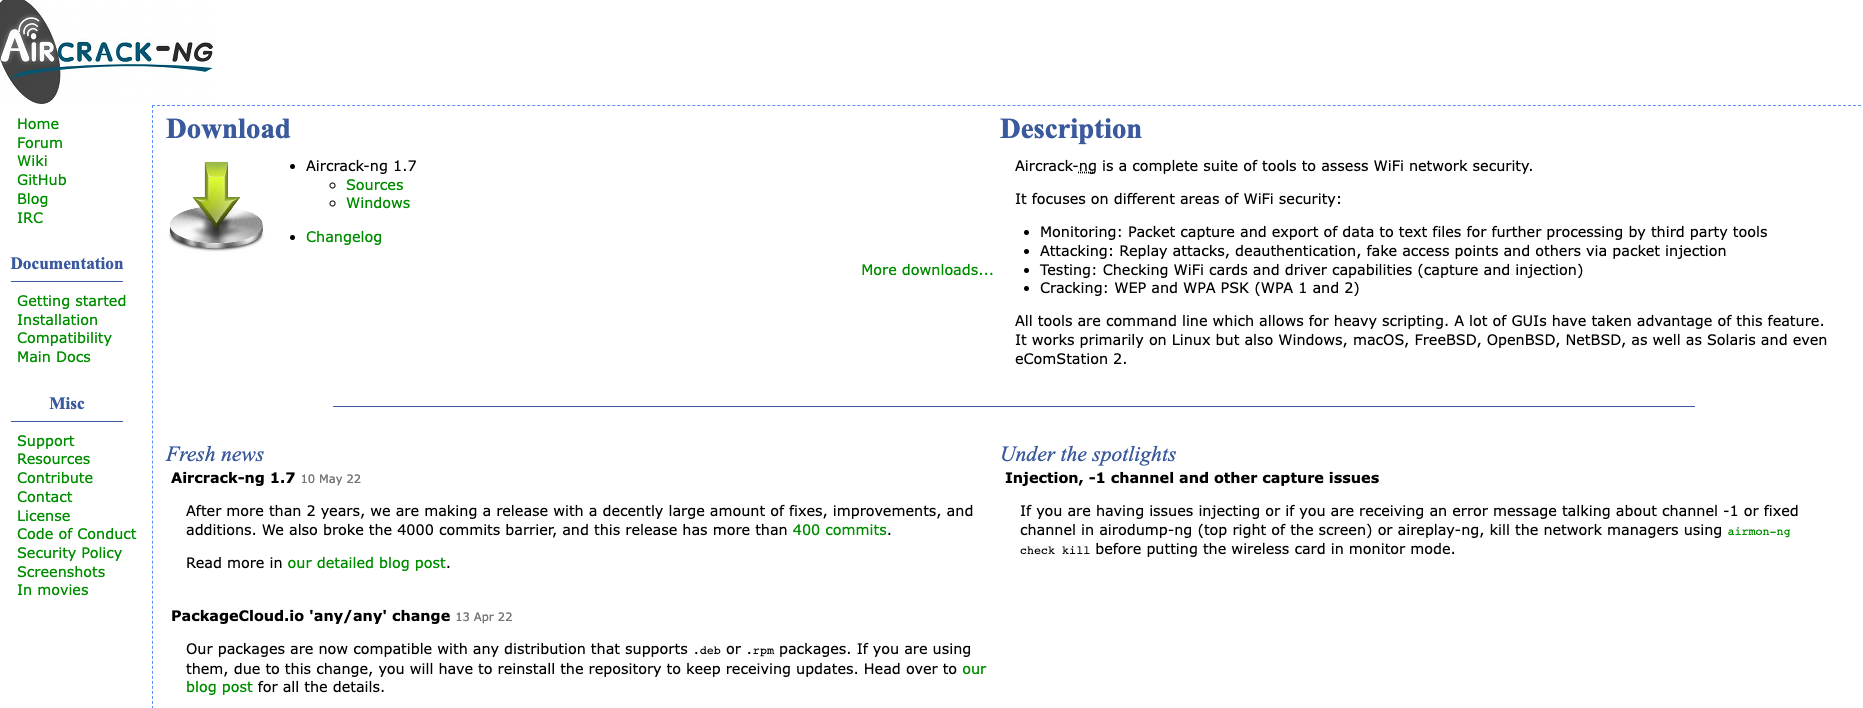 AIRCRACK-NG
Home
Forum
Wiki
GitHub
Blog
IRC
Documentation
Getting started
Installation
Compatibility
Main Docs
Misc
Support
Resources
Contribute
Contact
License
Code of Conduct
Security Policy
Screenshots
In movies
Download
Aircrack-ng 1.7
Sources
Windows
Changelog
More downloads...
Description
Aircrack-ng is a complete suite of tools to assess WiFi network security.
It focuses on different areas of WiFi security:
Monitoring: Packet capture and export of data to text files for further processing by third party tools
Attacking: Replay attacks, deauthentication, fake access points and others via packet injection
Testing: Checking WiFi cards and driver capabilities (capture and injection)
Cracking: WEP and WPA PSK (WPA 1 and 2)
All tools are command line which allows for heavy scripting. A lot of GUIs have taken advantage of this feature.
It works primarily on Linux but also Windows, macOS, FreeBSD, OpenBSD, NetBSD, as well as Solaris and even
eComStation 2.
Fresh news
Aircrack-ng 1.7 10 May 22
After more than 2 years, we are making a release with a decently large amount of fixes, improvements, and
additions. We also broke the 4000 commits barrier, and this release has more than 400 commits.
Read more in our detailed blog post.
PackageCloud.io 'any/any' change 13 Apr 22
Our packages are now compatible with any distribution that supports .deb or .rpm packages. If you are using
them, due to this change, you will have to reinstall the repository to keep receiving updates. Head over to our
blog post for all the details.
Under the spotlights
Injection, -1 channel and other capture issues
If you are having issues injecting or if you are receiving an error message talking about channel -1 or fixed
channel in airodump-ng (top right of the screen) or aireplay-ng, kill the network managers using airmon-ng
check kill before putting the wireless card in monitor mode.